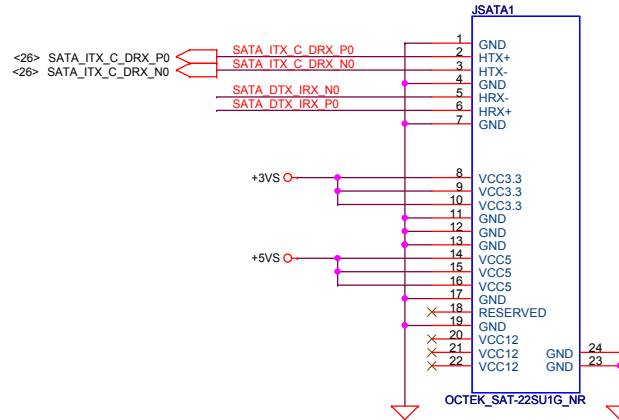 JSATA1
1 GND
<26> SATA_ITX_C_DRX_P0 SATA_ITX_C_DRX_P0 2 HTX+
<26> SATA_ITX_C_DRX_N0 SATA_ITX_C_DRX_N0 3 HTX-
4 GND
SATA_DTX_IRX_N0 5 HRX-
SATA_DTX_IRX_P0 6 HRX+
7 GND
+3VS 8 VCC3.3
9 VCC3.3
10 VCC3.3
11 GND
12 GND
13 GND
+5VS 14 VCC5
15 VCC5
16 VCC5
17 GND
18 RESERVED
19 GND
20 VCC12
21 VCC12 GND 24
22 VCC12 GND 23
OCTEK_SAT-22SU1G_NR